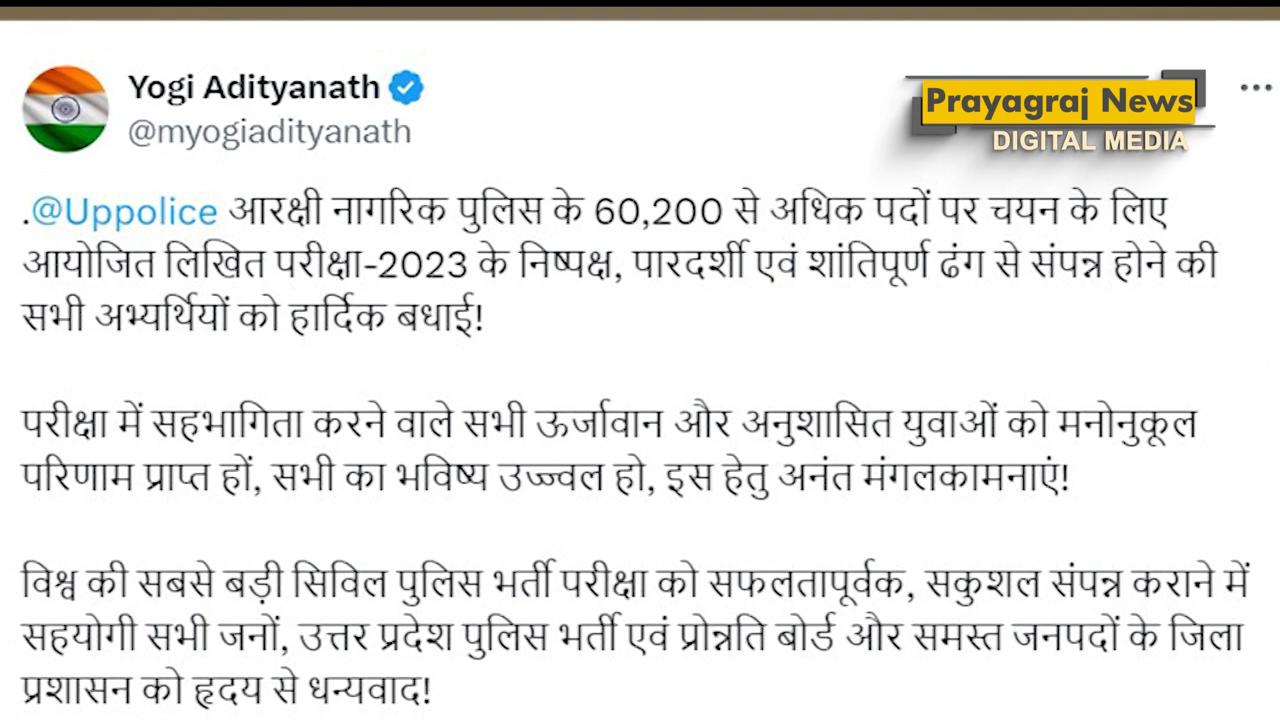 Yogi Adityanath
@myogiadityanath
Prayagraj News
DIGITAL MEDIA
.@Uppolice आरक्षी नागरिक पुलिस के 60,200 से अधिक पदों पर चयन के लिए
आयोजित लिखित परीक्षा-2023 के निष्पक्ष, पारदर्शी एवं शांतिपूर्ण ढंग से संपन्न होने की
सभी अभ्यर्थियों को हार्दिक बधाई!
परीक्षा में सहभागिता करने वाले सभी ऊर्जावान और अनुशासित युवाओं को मनोनुकूल
परिणाम प्राप्त हों, सभी का भविष्य उज्ज्वल हो, इस हेतु अनंत मंगलकामनाएं!
विश्व की सबसे बड़ी सिविल पुलिस भर्ती परीक्षा को सफलतापूर्वक, सकुशल संपन्न कराने में
सहयोगी सभी जनों, उत्तर प्रदेश पुलिस भर्ती एवं प्रोन्नति बोर्ड और समस्त जनपदों के जिला
प्रशासन को हृदय से धन्यवाद!